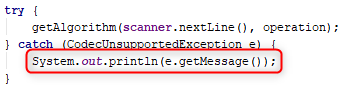 try {
    getAlgorithm(scanner.nextLine(), operation);
} catch (CodecUnsupportedException e) {
    System.out.println(e.getMessage());
}